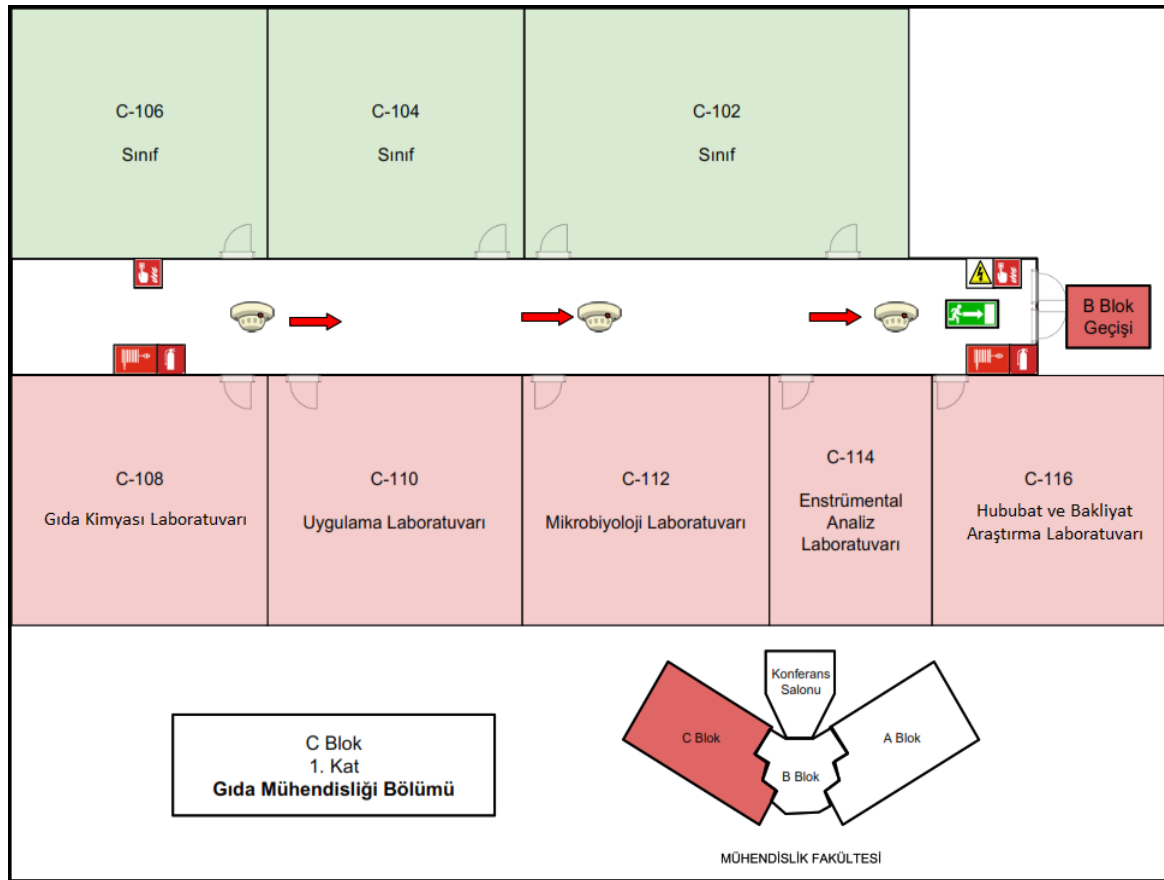 C-106
Sınıf
C-104
Sınıf
C-102
Sınıf
B Blok
Geçişi
C-108
Gıda Kimyası Laboratuvarı
C-110
Uygulama Laboratuvarı
C-112
Mikrobiyoloji Laboratuvarı
C-114
Enstrümental
Analiz
Laboratuvarı
C-116
Hububat ve Bakliyat
Araştırma Laboratuvarı
C Blok
1. Kat
Gıda Mühendisliği Bölümü
Konferans
Salonu
C Blok
A Blok
B Blok
MÜHENDİSLİK FAKÜLTESİ